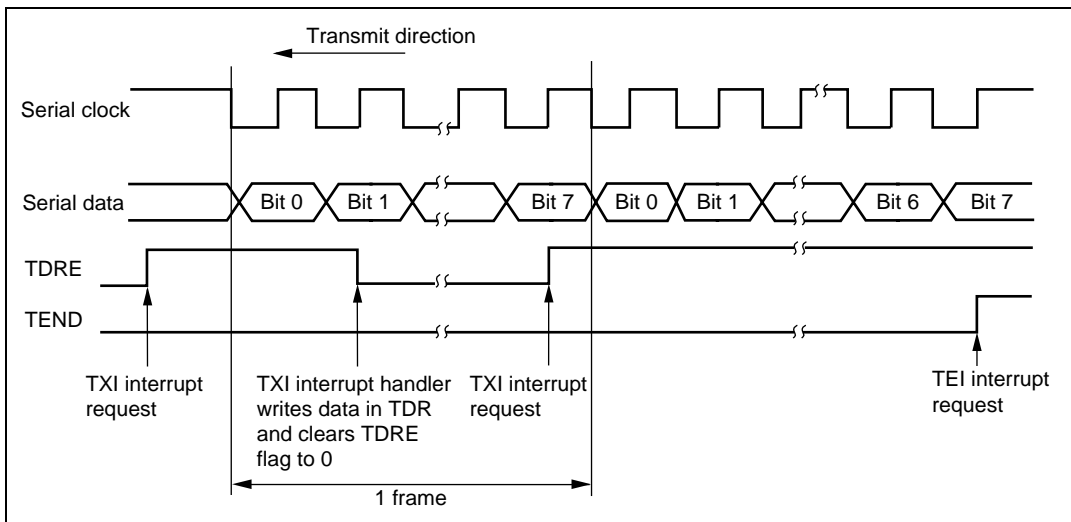 Transmit direction
Serial clock
Serial data
Bit 0
Bit 1
Bit 7
Bit 0
Bit 1
Bit 6
Bit 7
TDRE
TEND
TXI interrupt
request
TXI interrupt handler
writes data in TDR
and clears TDRE
flag to 0
TXI interrupt
request
TEI interrupt
request
1 frame